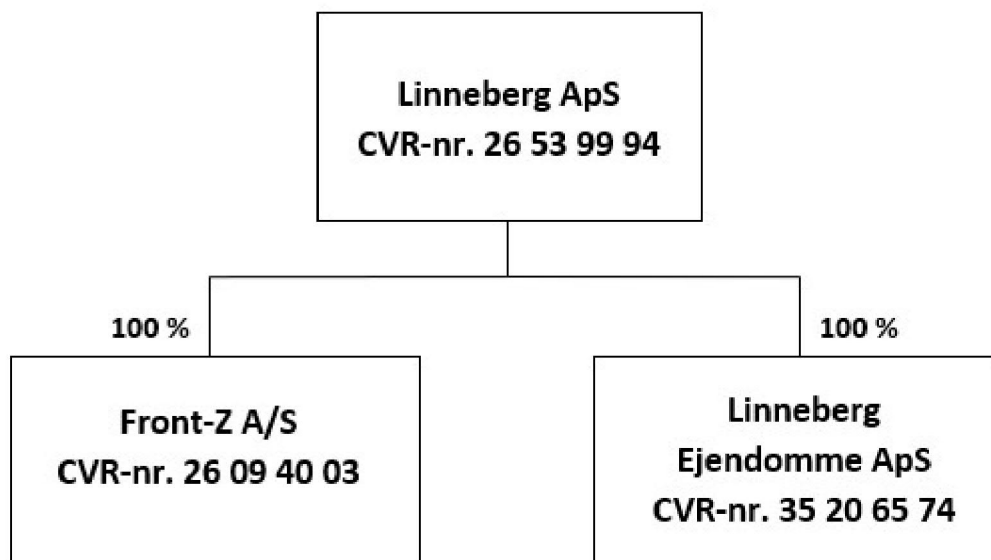 Linneberg ApS
CVR-nr. 26 53 99 94
100 %
100 %
Front-Z A/S
CVR-nr. 26 09 40 03
Linneberg
Ejendomme ApS
CVR-nr. 35 20 65 74